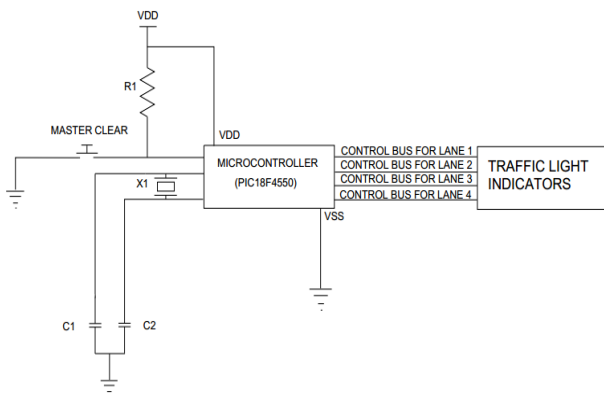 VDD
R1
MASTER CLEAR
VDD
X1
MICROCONTROLLER
(PIC18F4550)
CONTROL BUS FOR LANE 1
CONTROL BUS FOR LANE 2
CONTROL BUS FOR LANE 3
CONTROL BUS FOR LANE 4
TRAFFIC LIGHT
INDICATORS
VSS
C1
C2